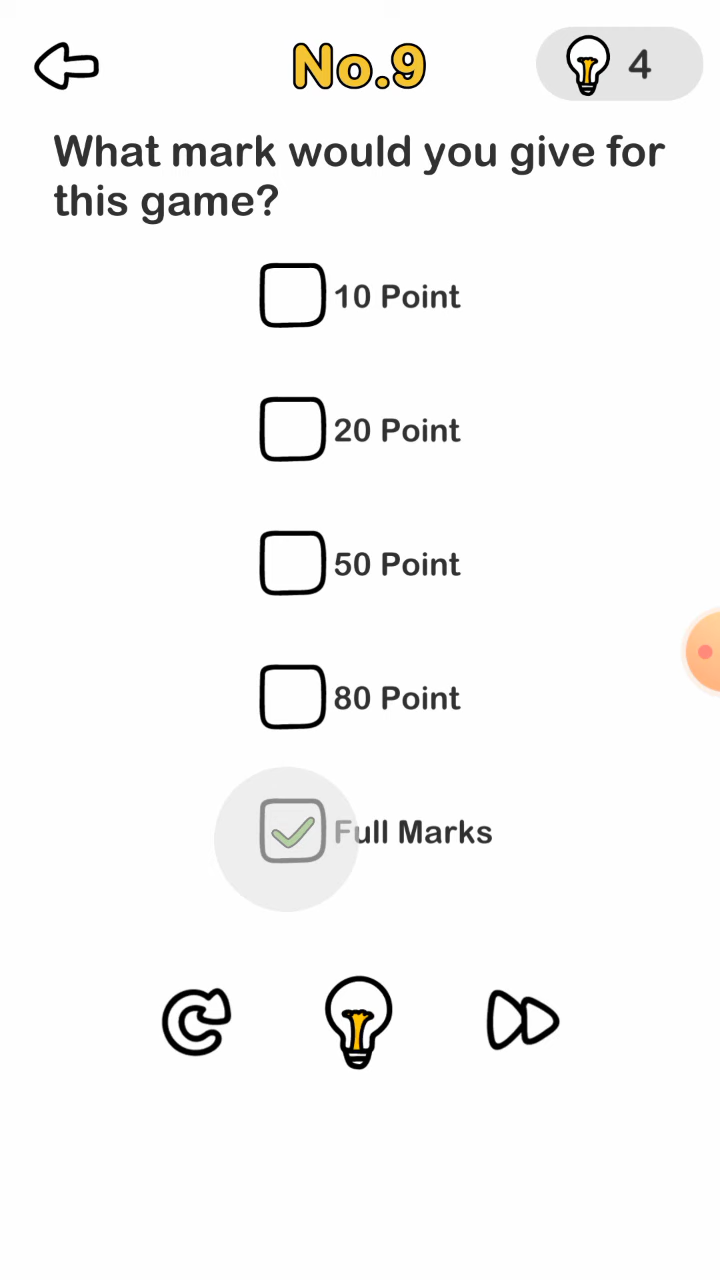 No.9
4
What mark would you give for
this game?
10 Point
20 Point
50 Point
80 Point
Full Marks